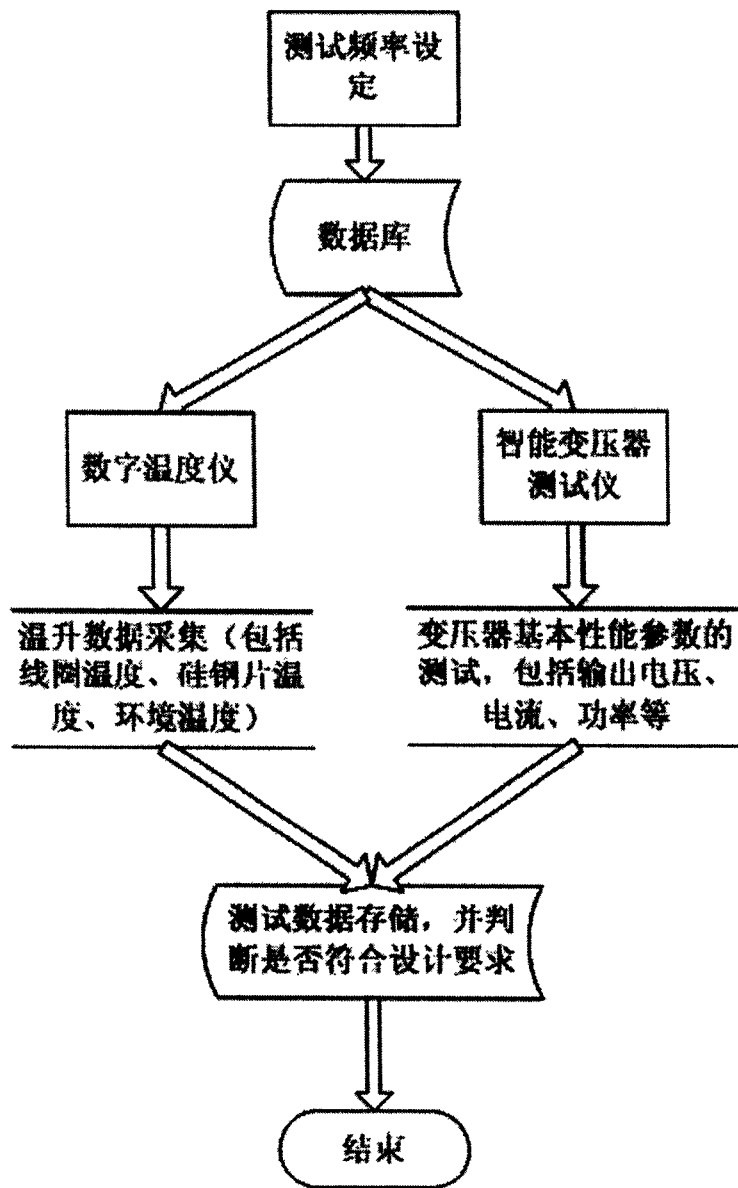 测试频率设
定
数据库
数字温度仪
智能变压器
测试仪
温升数据采集（包括
线圈温度、硅钢片温
度、环境温度）
变压器基本性能参数的
测试，包括输出电压、
电流、功率等
测试数据存储，并判
断是否符合设计要求
结束